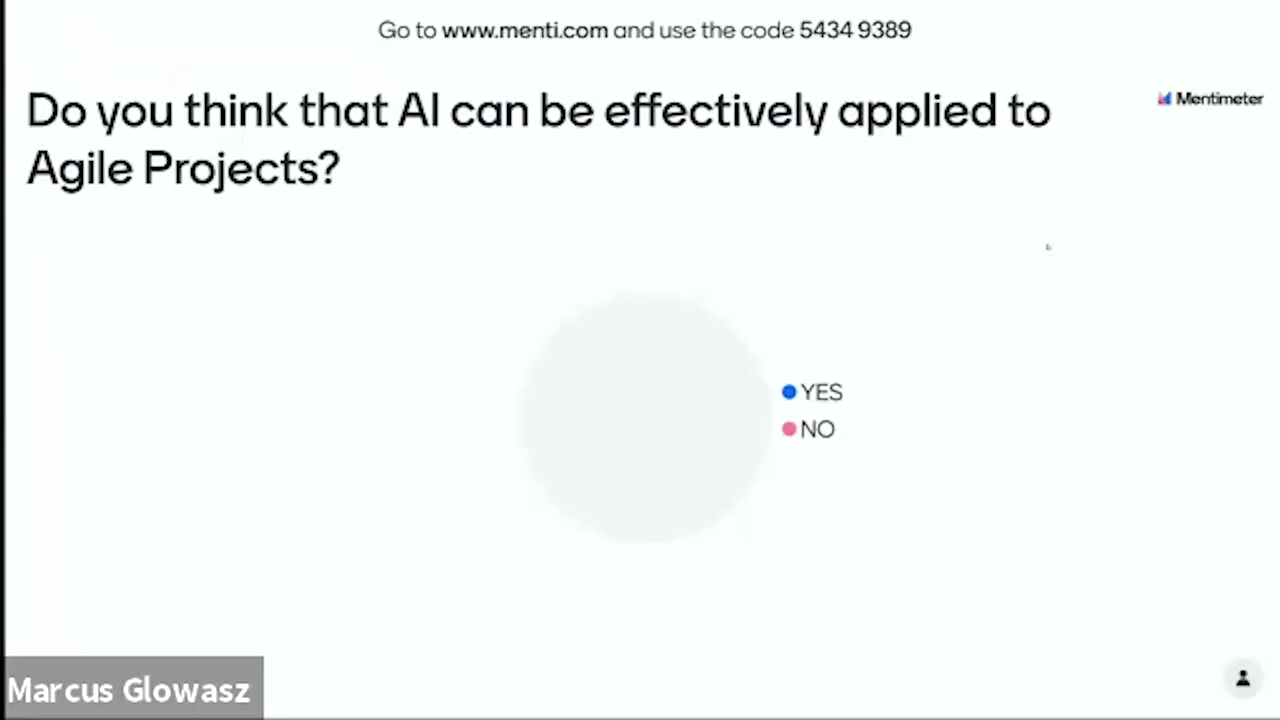 Go to www.menti.com and use the code 5434 9389
Do you think that AI can be effectively applied to
Agile Projects?
Mentimeter
YES
NO
Marcus Glowasz